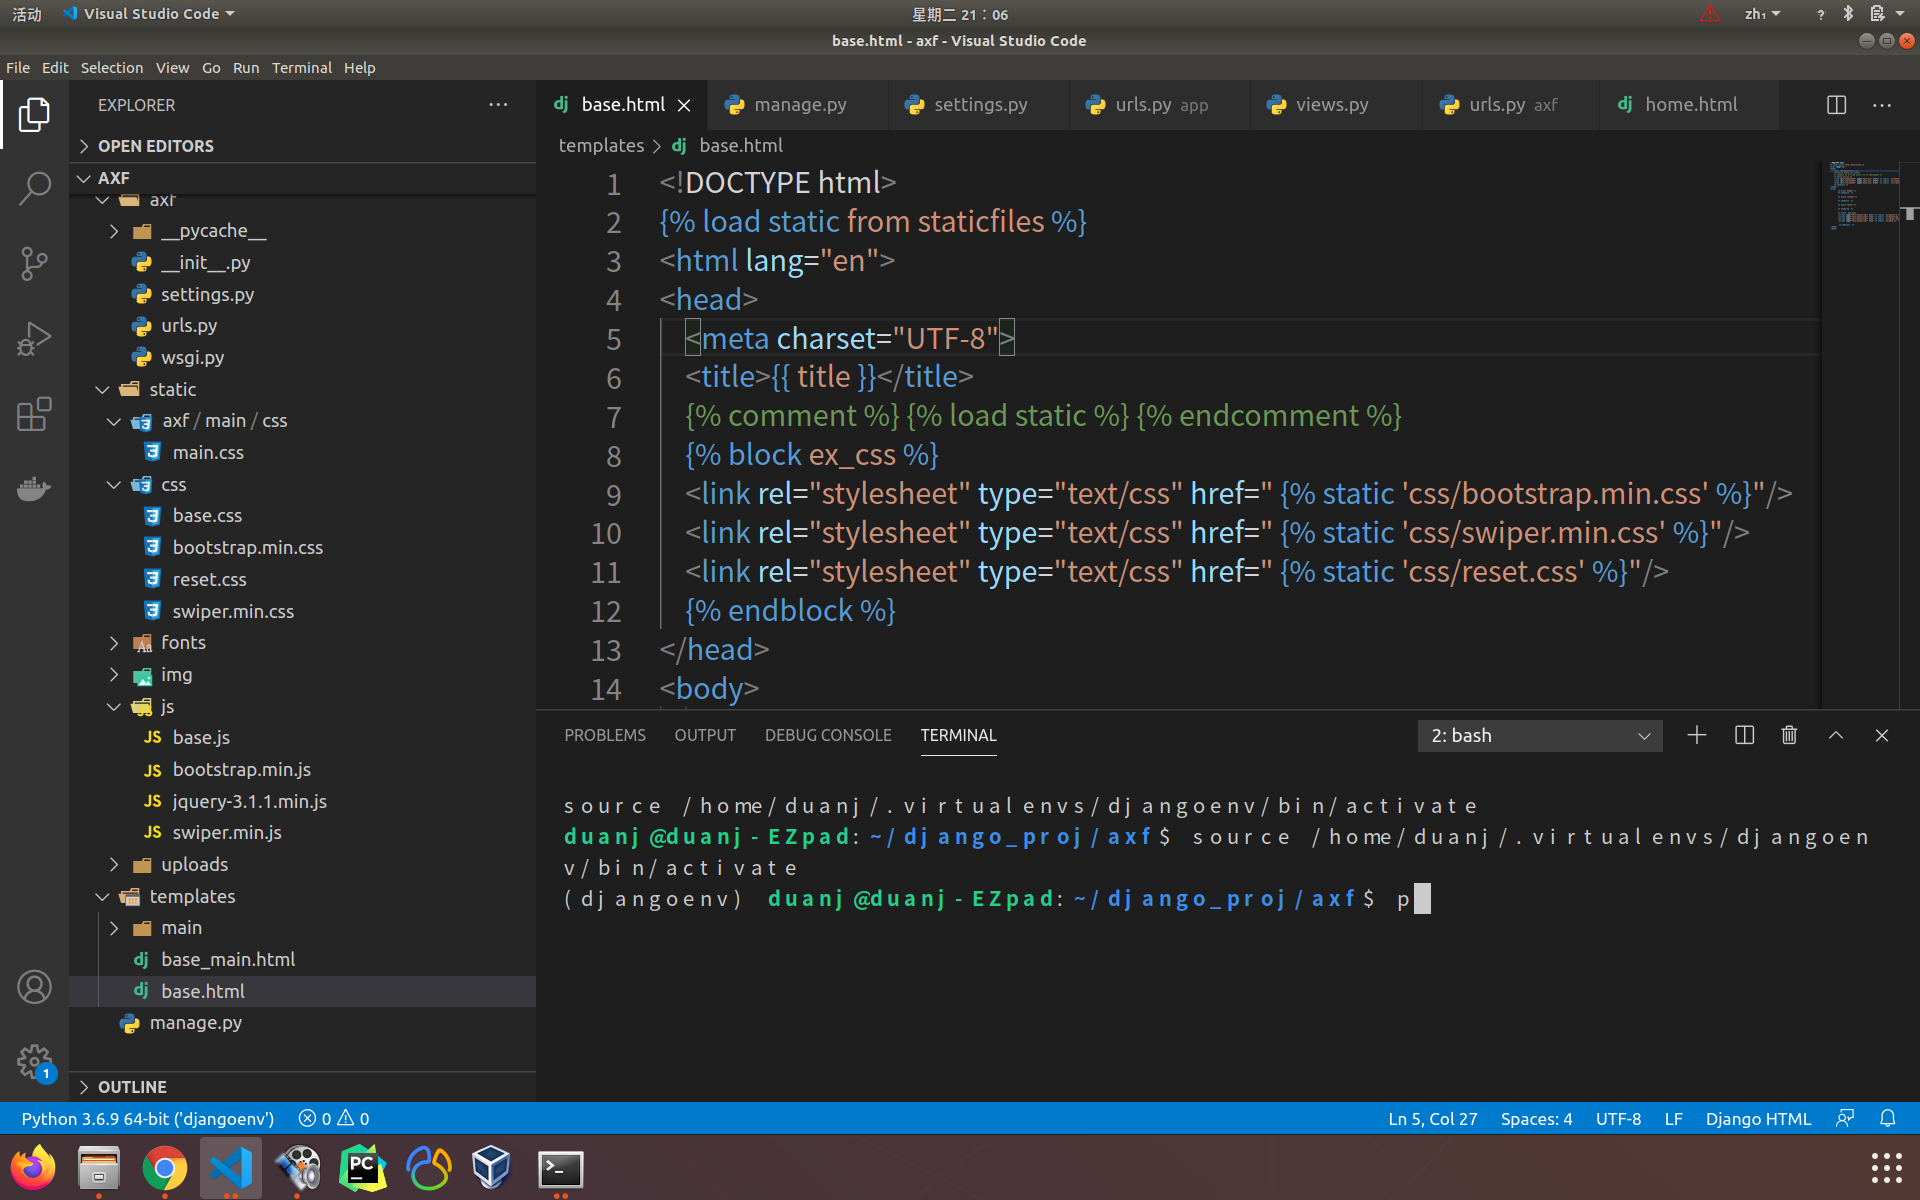 活动 Visual Studio Code 星期二 21：06 zh₁ ?
base.html - axf - Visual Studio Code
File Edit Selection View Go Run Terminal Help
EXPLORER
OPEN EDITORS
AXF
axf
__pycache__
__init__.py
settings.py
urls.py
wsgi.py
static
axf / main / css
main.css
css
base.css
bootstrap.min.css
reset.css
swiper.min.css
fonts
img
js
base.js
bootstrap.min.js
jquery-3.1.1.min.js
swiper.min.js
uploads
templates
main
base_main.html
base.html
manage.py
OUTLINE
base.html manage.py settings.py urls.py app views.py urls.py axf home.html
templates > base.html
1 <!DOCTYPE html>
2 {% load static from staticfiles %}
3 <html lang="en">
4 <head>
5 <meta charset="UTF-8">
6 <title>{{ title }}</title>
7 {% comment %} {% load static %} {% endcomment %}
8 {% block ex_css %}
9 <link rel="stylesheet" type="text/css" href=" {% static 'css/bootstrap.min.css' %}"/>
10 <link rel="stylesheet" type="text/css" href=" {% static 'css/swiper.min.css' %}"/>
11 <link rel="stylesheet" type="text/css" href=" {% static 'css/reset.css' %}"/>
12 {% endblock %}
13 </head>
14 <body>
PROBLEMS OUTPUT DEBUG CONSOLE TERMINAL 2: bash
source /home/duanj/.virtualenvs/djangoenv/bin/activate
duanj@duanj-EZpad:~/django_proj/axf$ source /home/duanj/.virtualenvs/djangoen
v/bin/activate
(djangoenv) duanj@duanj-EZpad:~/django_proj/axf$ p
Python 3.6.9 64-bit ('djangoenv') 0 0 Ln 5, Col 27 Spaces: 4 UTF-8 LF Django HTML